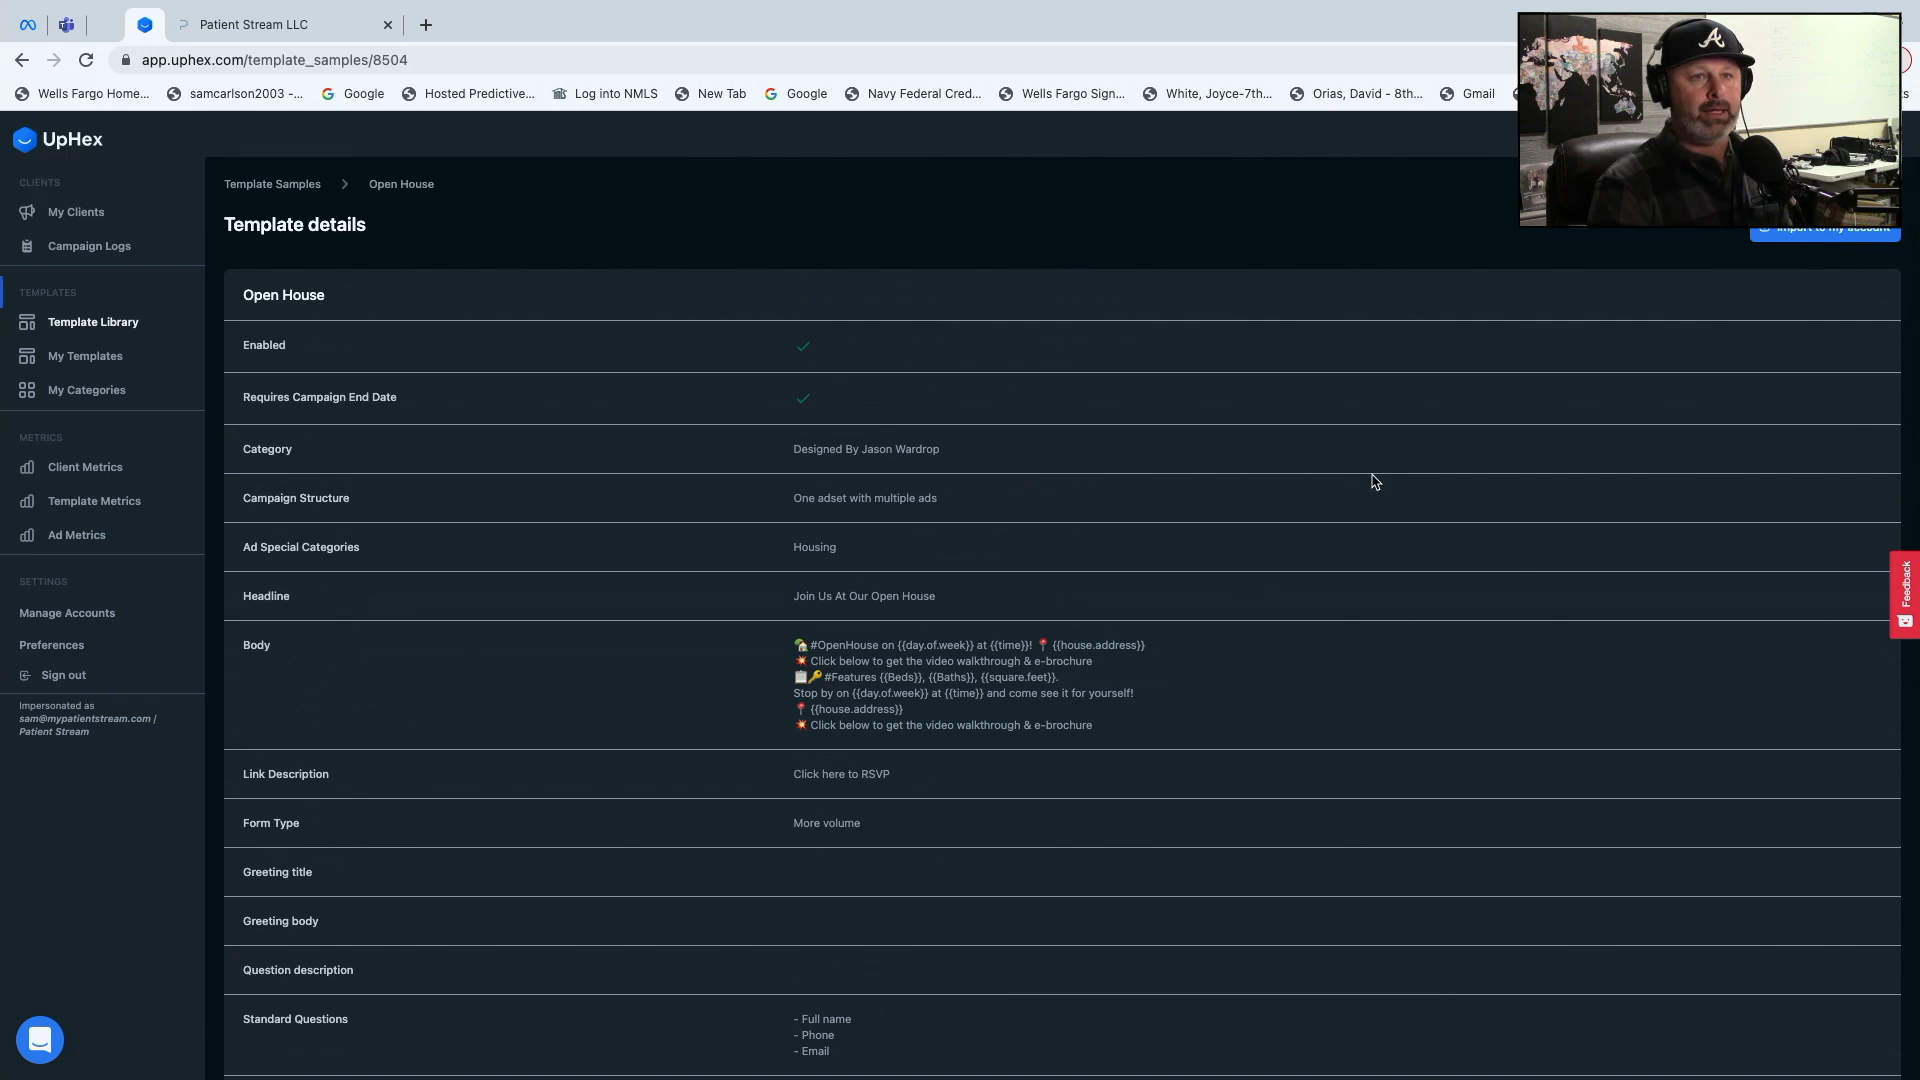 Patient Stream LLC
app.uphex.com/template_samples/8504
Wells Fargo Home... samcarlson2003 -... Google Hosted Predictive... Log into NMLS New Tab Google Navy Federal Cred... Wells Fargo Sign... White, Joyce-7th... Orias, David - 8th... Gmail
UpHex
CLIENTS
My Clients
Campaign Logs
TEMPLATES
Template Library
My Templates
My Categories
METRICS
Client Metrics
Template Metrics
Ad Metrics
SETTINGS
Manage Accounts
Preferences
Sign out
Impersonated as
sam@mypatientstream.com |
Patient Stream
Template Samples > Open House
Template details
Import to my account
Open House
Enabled
Requires Campaign End Date
Category Designed By Jason Wardrop
Campaign Structure One adset with multiple ads
Ad Special Categories Housing
Headline Join Us At Our Open House
Body 🏡 #OpenHouse on {{day.of.week}} at {{time}}! 📍 {{house.address}}
💥 Click below to get the video walkthrough & e-brochure
📋🔑 #Features {{Beds}}, {{Baths}}, {{square.feet}}.
Stop by on {{day.of.week}} at {{time}} and come see it for yourself!
📍 {{house.address}}
💥 Click below to get the video walkthrough & e-brochure
Link Description Click here to RSVP
Form Type More volume
Greeting title
Greeting body
Question description
Standard Questions - Full name
- Phone
- Email
Feedback